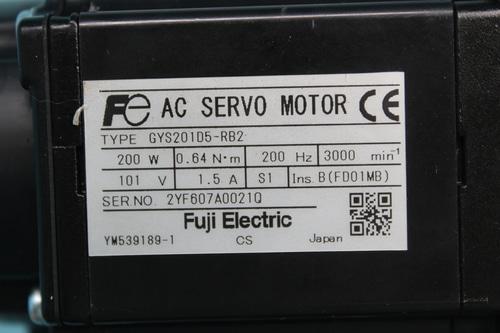 Fe AC SERVO MOTOR CE
TYPE GYS201D5-RB2
200 W 0.64 N·m 200 Hz 3000 min⁻¹
101 V 1.5 A S1 Ins. B(FD01MB)
SER.NO. 2YF607A0021Q
Fuji Electric
YM539189-1 CS Japan